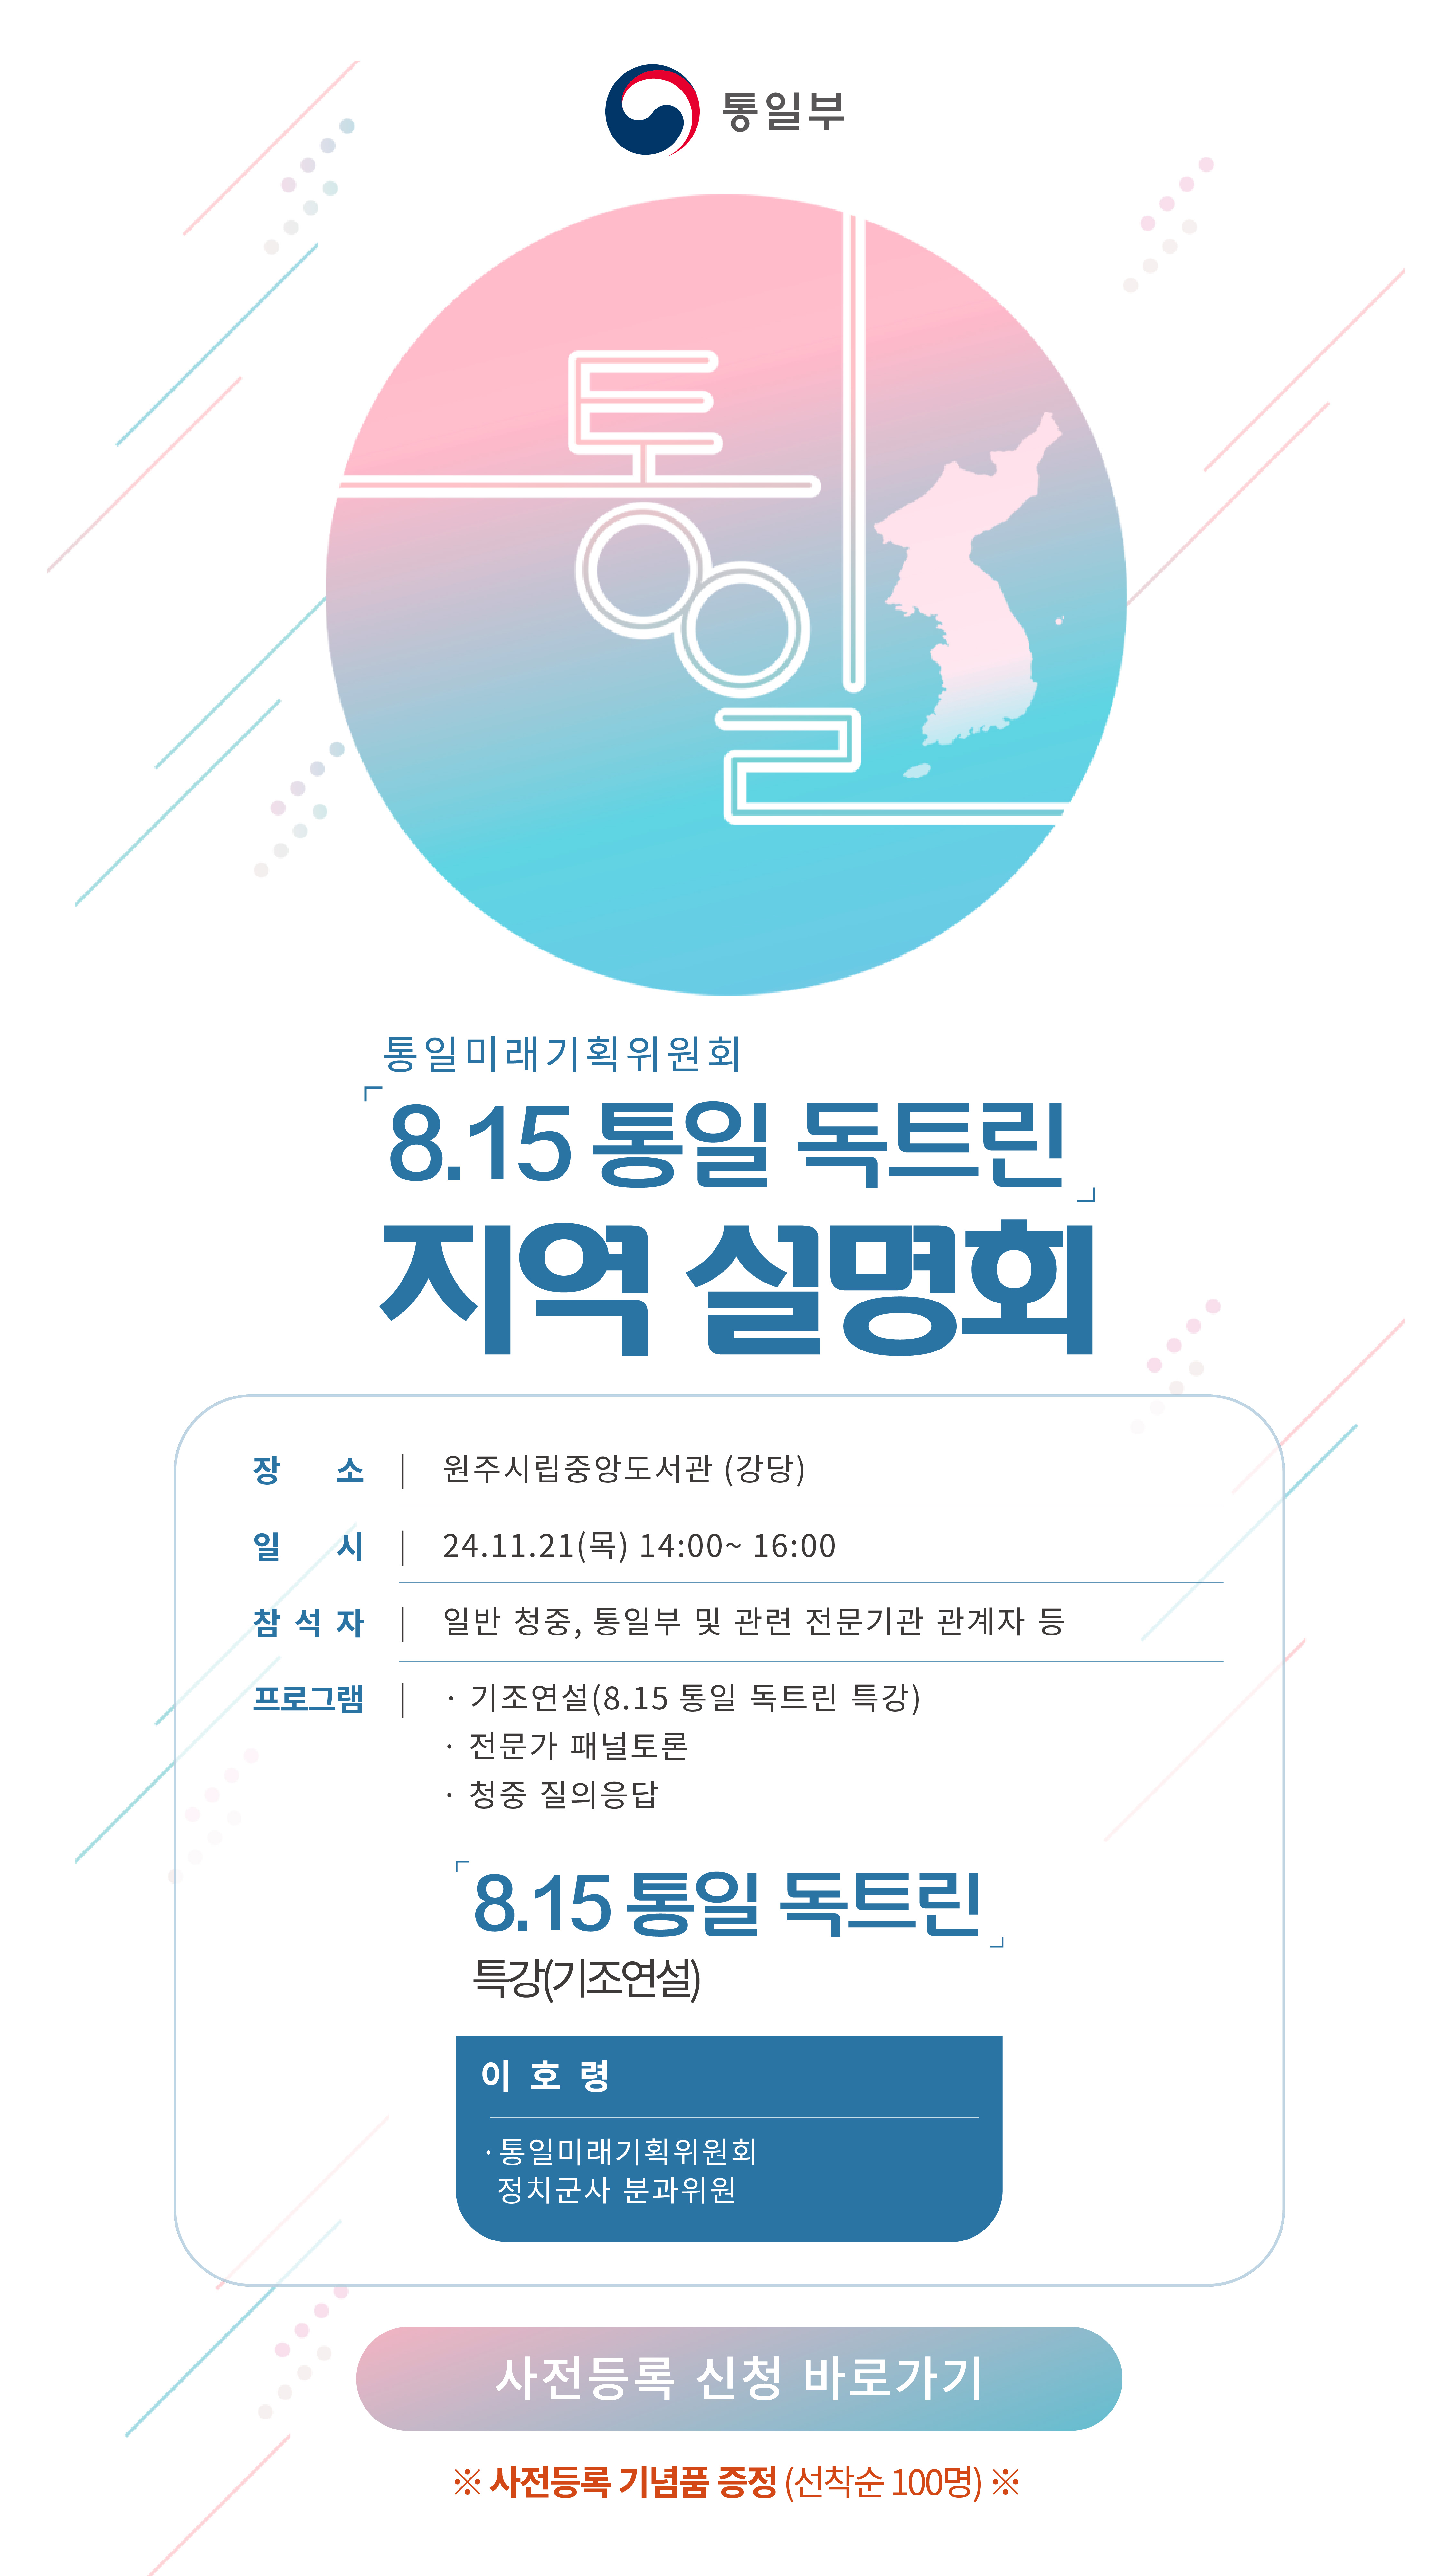 통일부
통일
통일미래기획위원회
「8.15 통일 독트린」
지역 설명회
장 소 | 원주시립중앙도서관 (강당)
일 시 | 24.11.21(목) 14:00~ 16:00
참 석 자 | 일반 청중, 통일부 및 관련 전문기관 관계자 등
프로그램 | · 기조연설(8.15 통일 독트린 특강)
· 전문가 패널토론
· 청중 질의응답
「8.15 통일 독트린」
특강(기조연설)
이 호 령
· 통일미래기획위원회
정치군사 분과위원
사전등록 신청 바로가기
※ 사전등록 기념품 증정 (선착순 100명) ※